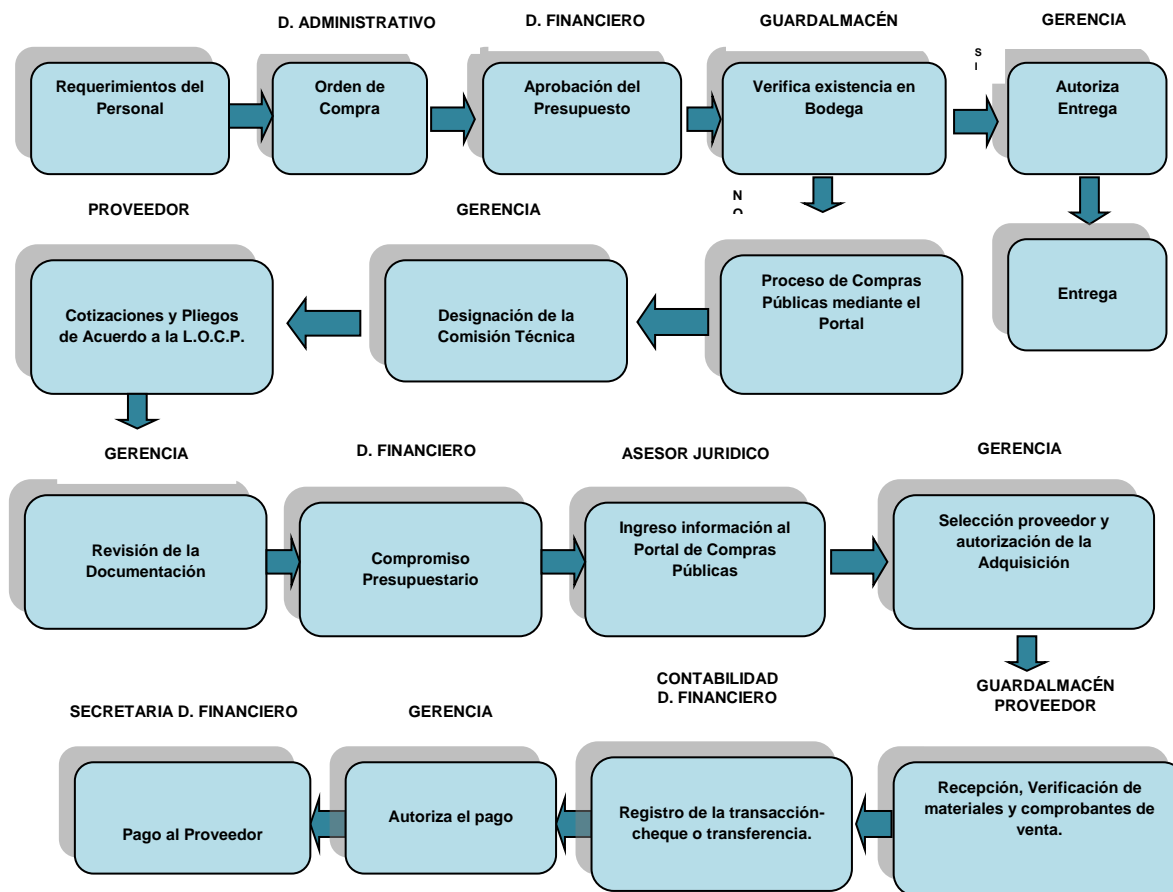 D. ADMINISTRATIVO
D. FINANCIERO
GUARDALMACÉN
GERENCIA
Requerimientos del
Personal
Orden de
Compra
Aprobación del
Presupuesto
Verifica existencia en
Bodega
SI
Autoriza
Entrega
NO
PROVEEDOR
GERENCIA
Cotizaciones y Pliegos
de Acuerdo a la L.O.C.P.
Designación de la
Comisión Técnica
Proceso de Compras
Públicas mediante el
Portal
Entrega
GERENCIA
D. FINANCIERO
ASESOR JURIDICO
GERENCIA
Revisión de la
Documentación
Compromiso
Presupuestario
Ingreso información al
Portal de Compras
Públicas
Selección proveedor y
autorización de la
Adquisición
SECRETARIA D. FINANCIERO
GERENCIA
CONTABILIDAD
D. FINANCIERO
GUARDALMACÉN
PROVEEDOR
Pago al Proveedor
Autoriza el pago
Registro de la transacción-
cheque o transferencia.
Recepción, Verificación de
materiales y comprobantes de
venta.